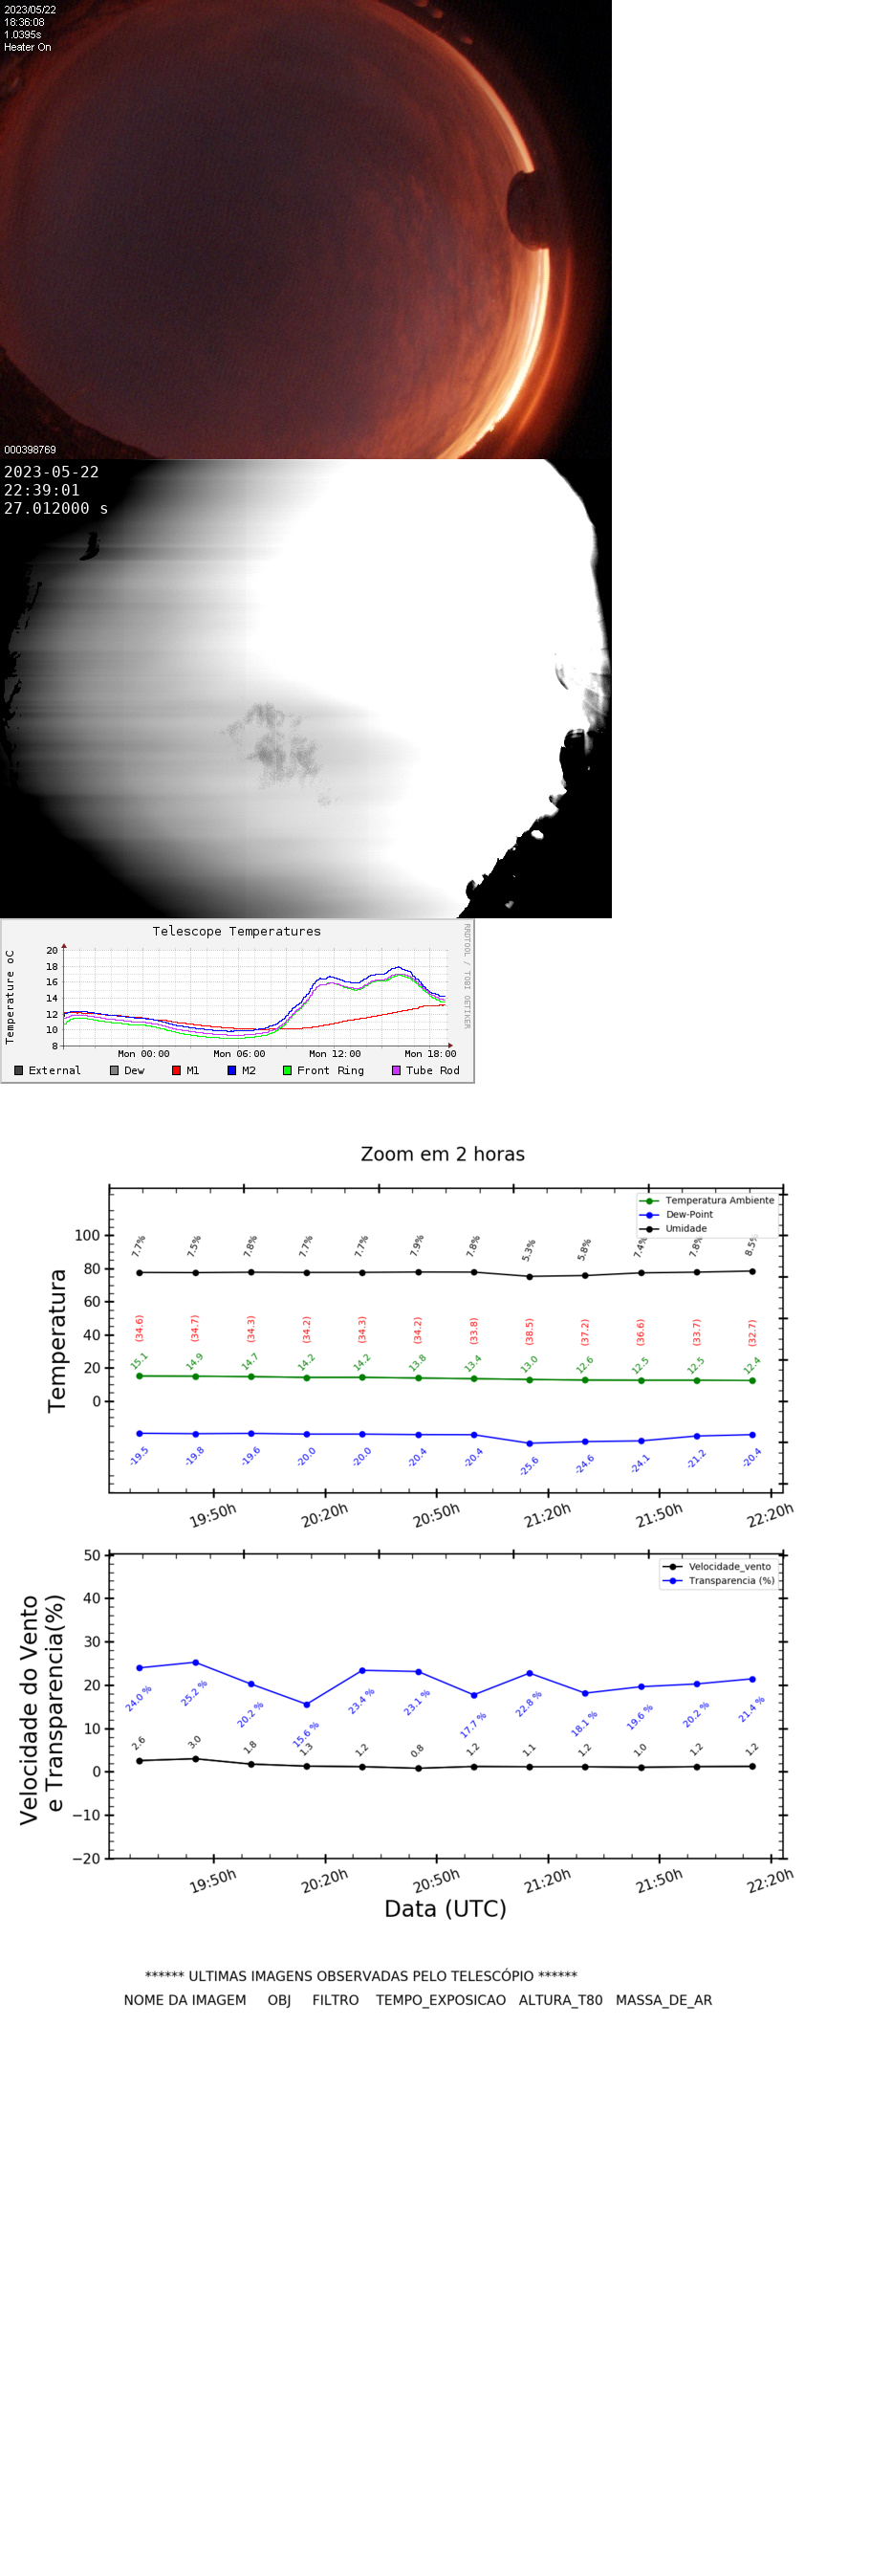 2023/05/22
18:36:08
1.0395s
Heater On
000398769
2023-05-22
22:39:01
27.012000 s
Telescope Temperatures
RRDTOOL / TOBI OETIKER
Temperature oC
20
18
16
14
12
10
8
Mon 00:00 Mon 06:00 Mon 12:00 Mon 18:00
External Dew M1 M2 Front Ring Tube Rod
Zoom em 2 horas
Temperatura Ambiente
Dew-Point
Umidade
Temperatura
100
80
60
40
20
0
7.7% 7.5% 7.8% 7.7% 7.7% 7.9% 7.8% 5.3% 5.8% 7.4% 7.8% 8.5%
(34.6) (34.7) (34.3) (34.2) (34.3) (34.2) (33.8) (38.5) (37.2) (36.6) (33.7) (32.7)
15.1 14.9 14.7 14.2 14.2 13.8 13.4 13.0 12.6 12.5 12.5 12.4
-19.5 -19.8 -19.6 -20.0 -20.0 -20.4 -20.4 -25.6 -24.6 -24.1 -21.2 -20.4
19:50h 20:20h 20:50h 21:20h 21:50h 22:20h
Velocidade_vento
Transparencia (%)
Velocidade do Vento
e Transparencia(%)
50
40
30
20
10
0
−10
−20
24.0 % 25.2 % 20.2 % 15.6 % 23.4 % 23.1 % 17.7 % 22.8 % 18.1 % 19.6 % 20.2 % 21.4 %
2.6 3.0 1.8 1.3 1.2 0.8 1.2 1.1 1.2 1.0 1.2 1.2
19:50h 20:20h 20:50h 21:20h 21:50h 22:20h
Data (UTC)
****** ULTIMAS IMAGENS OBSERVADAS PELO TELESCÓPIO ******
NOME DA IMAGEM OBJ FILTRO TEMPO_EXPOSICAO ALTURA_T80 MASSA_DE_AR